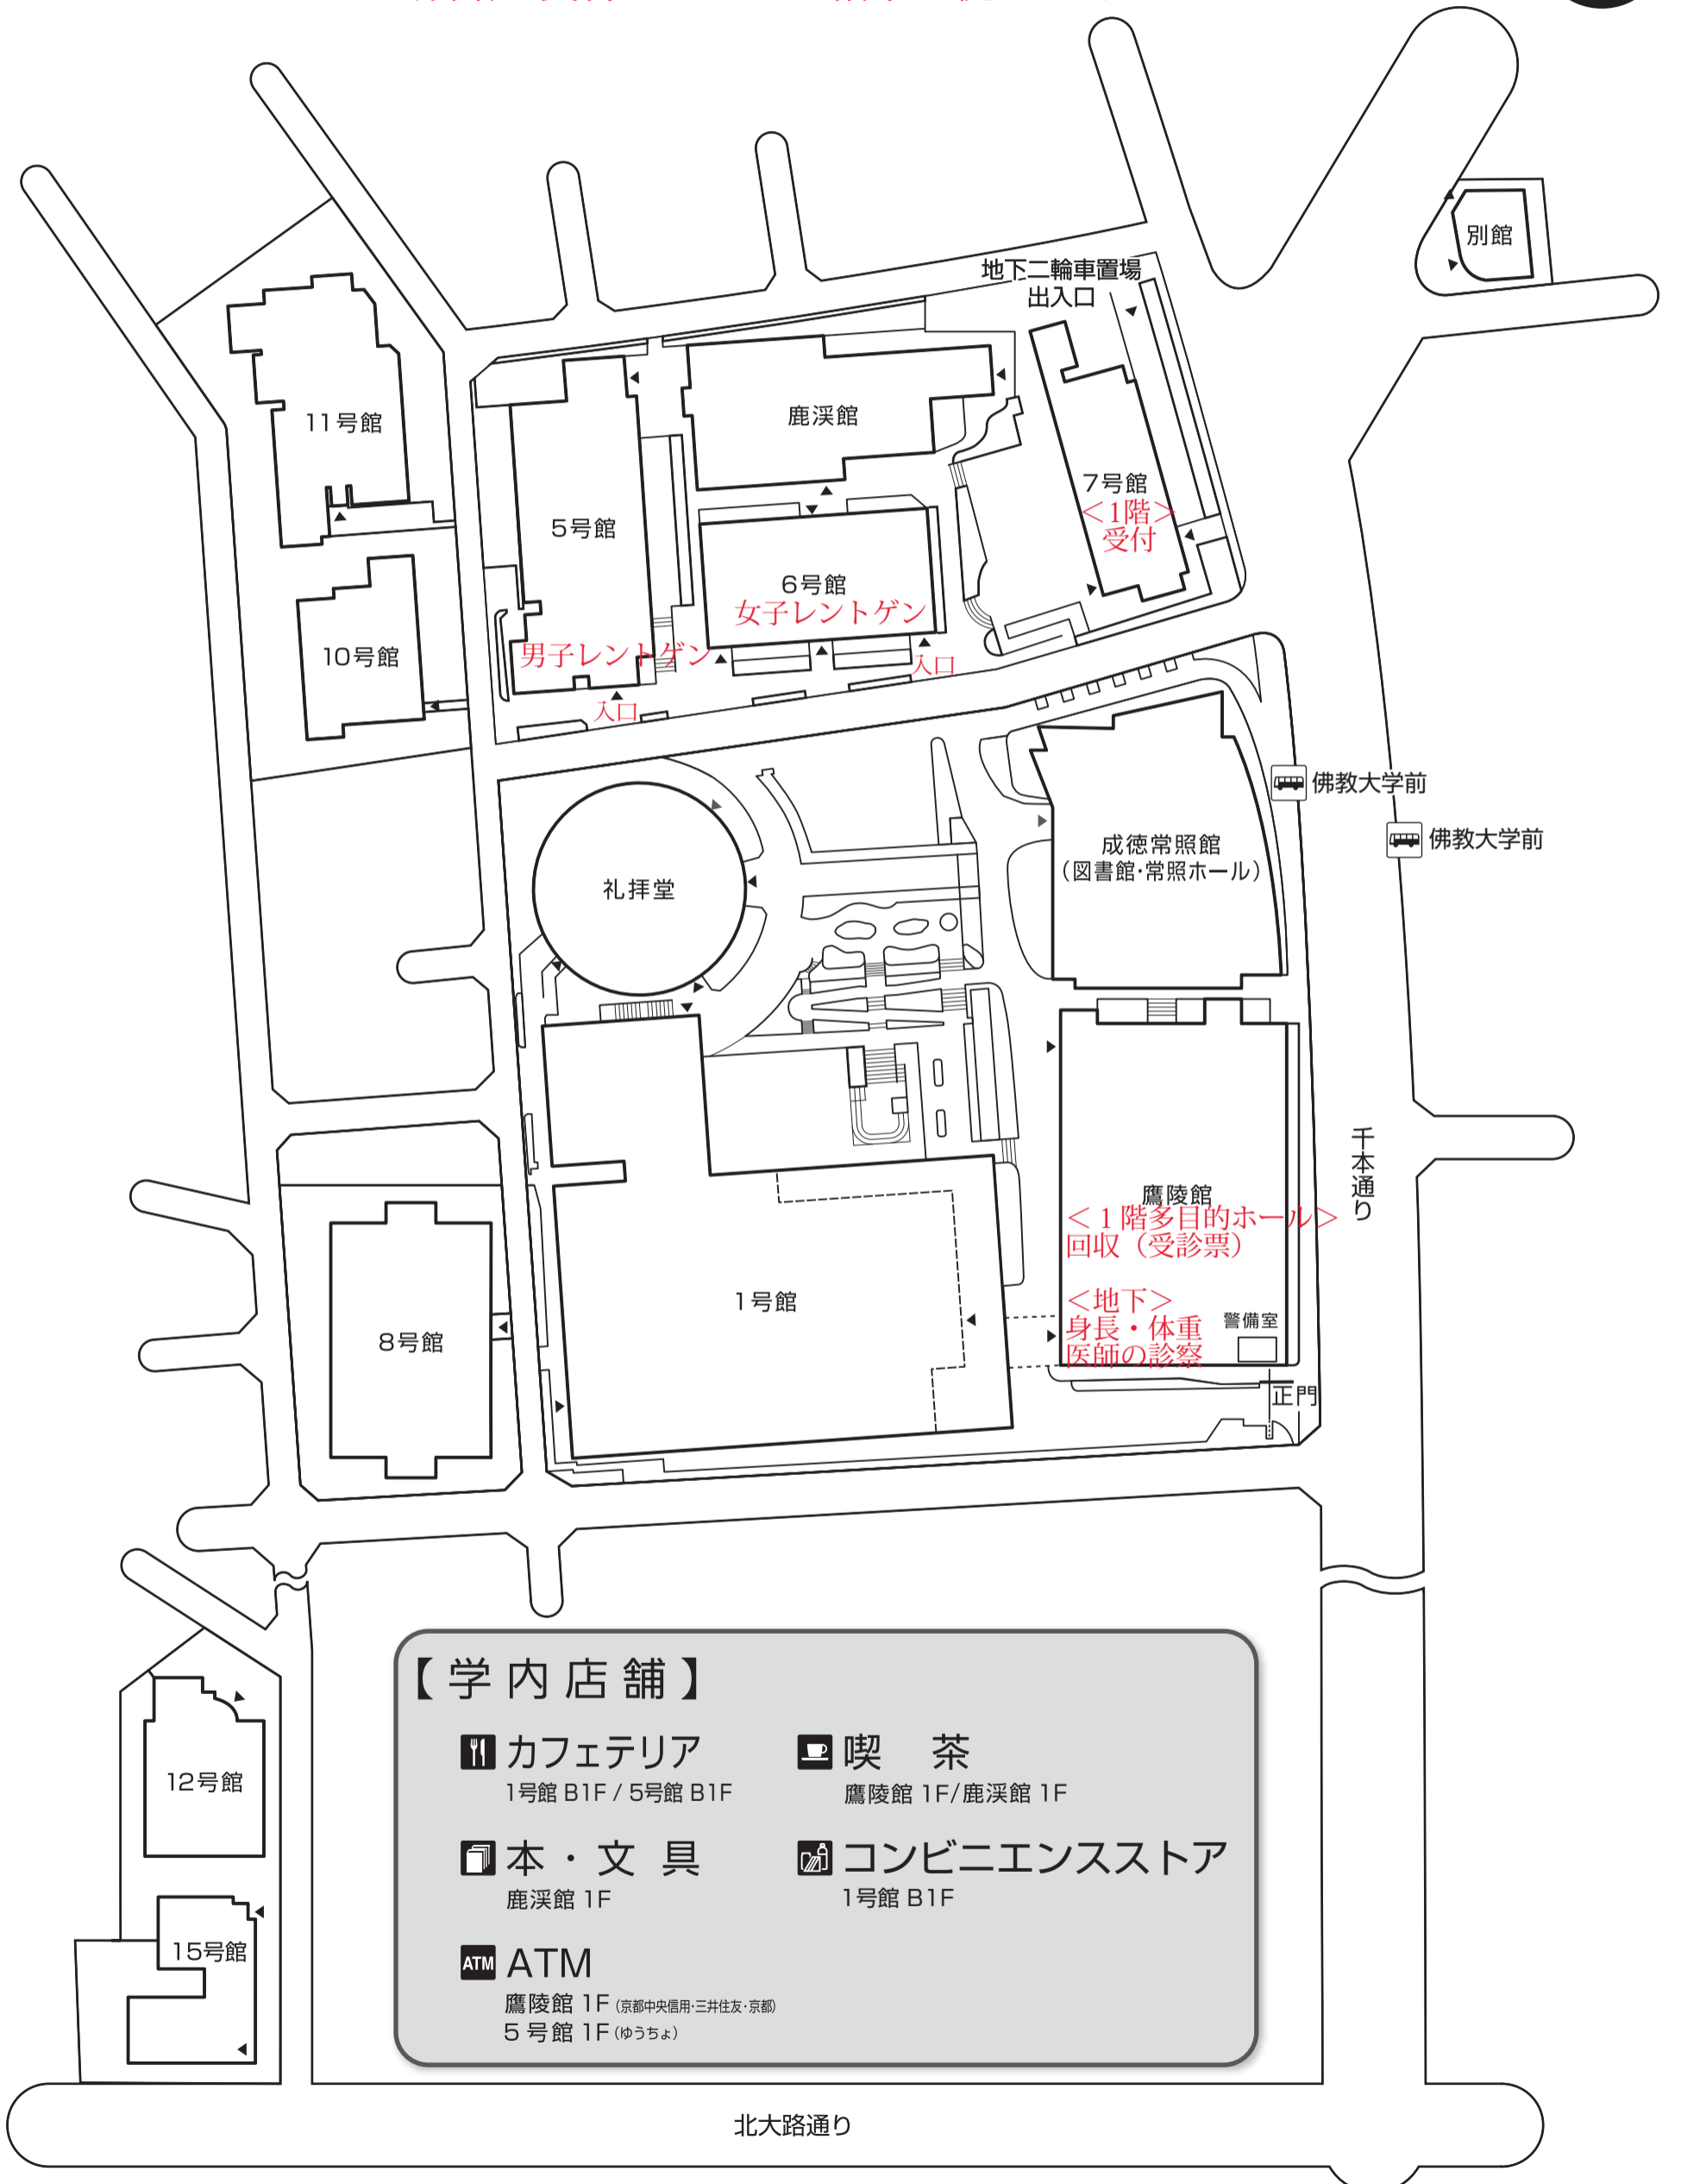 別館
地下二輪車置場
出入口
11号館
鹿渓館
7号館
<1階>
受付
5号館
6号館
女子レントゲン
10号館
男子レントゲン
入口
入口
佛教大学前
佛教大学前
成徳常照館
(図書館・常照ホール)
礼拝堂
千本通り
鷹陵館
<1階多目的ホール>
回収(受診票)
<地下>
身長・体重
医師の診察
警備室
1号館
8号館
正門
【学内店舗】
カフェテリア
1号館 B1F / 5号館 B1F
喫 茶
鷹陵館 1F/鹿渓館 1F
本・文具
鹿渓館 1F
コンビニエンスストア
1号館 B1F
ATM ATM
鷹陵館 1F (京都中央信用・三井住友・京都)
5号館 1F (ゆうちょ)
12号館
15号館
北大路通り